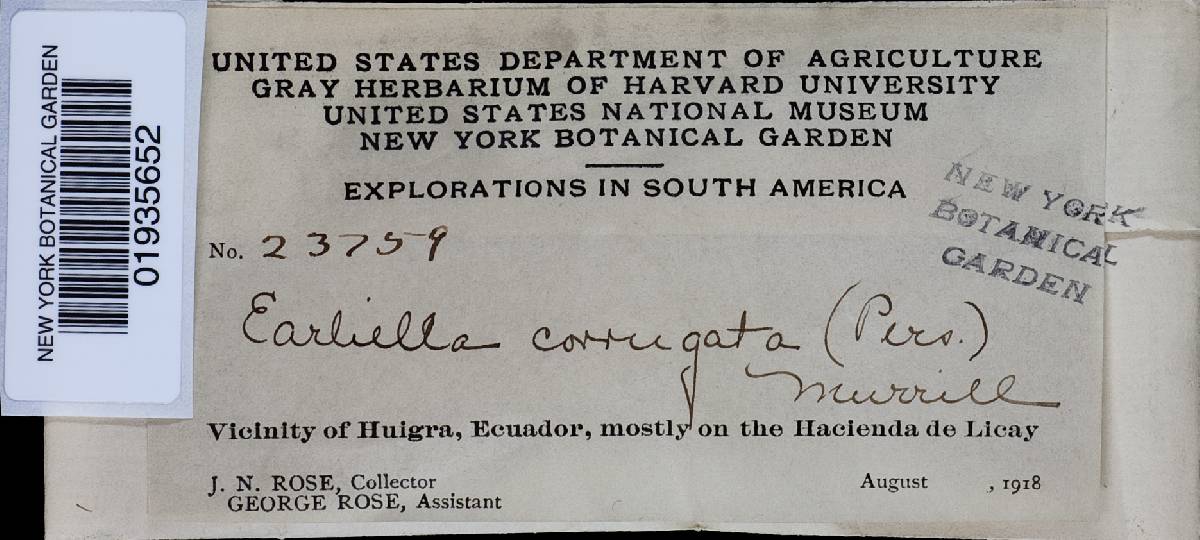 NEW YORK BOTANICAL GARDEN
01935652
UNITED STATES DEPARTMENT OF AGRICULTURE
GRAY HERBARIUM OF HARVARD UNIVERSITY
UNITED STATES NATIONAL MUSEUM
NEW YORK BOTANICAL GARDEN
EXPLORATIONS IN SOUTH AMERICA
NEW YORK
BOTANICAL
GARDEN
No. 23759
Earliella corrugata (Pers.)
Murrill
Vicinity of Huigra, Ecuador, mostly on the Hacienda de Licay
J. N. ROSE, Collector
August , 1918
GEORGE ROSE, Assistant